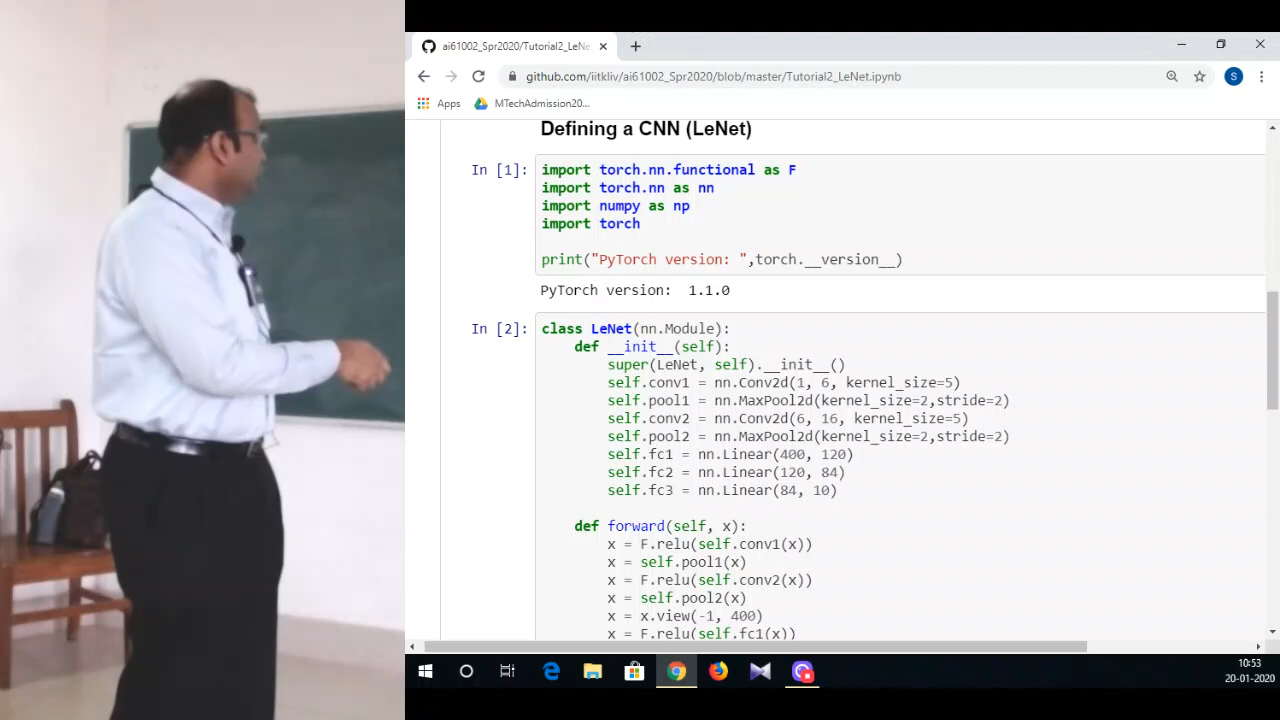 ai61002_Spr2020/Tutorial2_LeNe
github.com/iitkliv/ai61002_Spr2020/blob/master/Tutorial2_LeNet.ipynb
S
Apps MTechAdmission20...
Defining a CNN (LeNet)
In [1]: import torch.nn.functional as F
import torch.nn as nn
import numpy as np
import torch
print("PyTorch version: ",torch.__version__)
PyTorch version:  1.1.0
In [2]: class LeNet(nn.Module):
def __init__(self):
super(LeNet, self).__init__()
self.conv1 = nn.Conv2d(1, 6, kernel_size=5)
self.pool1 = nn.MaxPool2d(kernel_size=2,stride=2)
self.conv2 = nn.Conv2d(6, 16, kernel_size=5)
self.pool2 = nn.MaxPool2d(kernel_size=2,stride=2)
self.fc1 = nn.Linear(400, 120)
self.fc2 = nn.Linear(120, 84)
self.fc3 = nn.Linear(84, 10)
def forward(self, x):
x = F.relu(self.conv1(x))
x = self.pool1(x)
x = F.relu(self.conv2(x))
x = self.pool2(x)
x = x.view(-1, 400)
x = F.relu(self.fc1(x))
10:53
20-01-2020